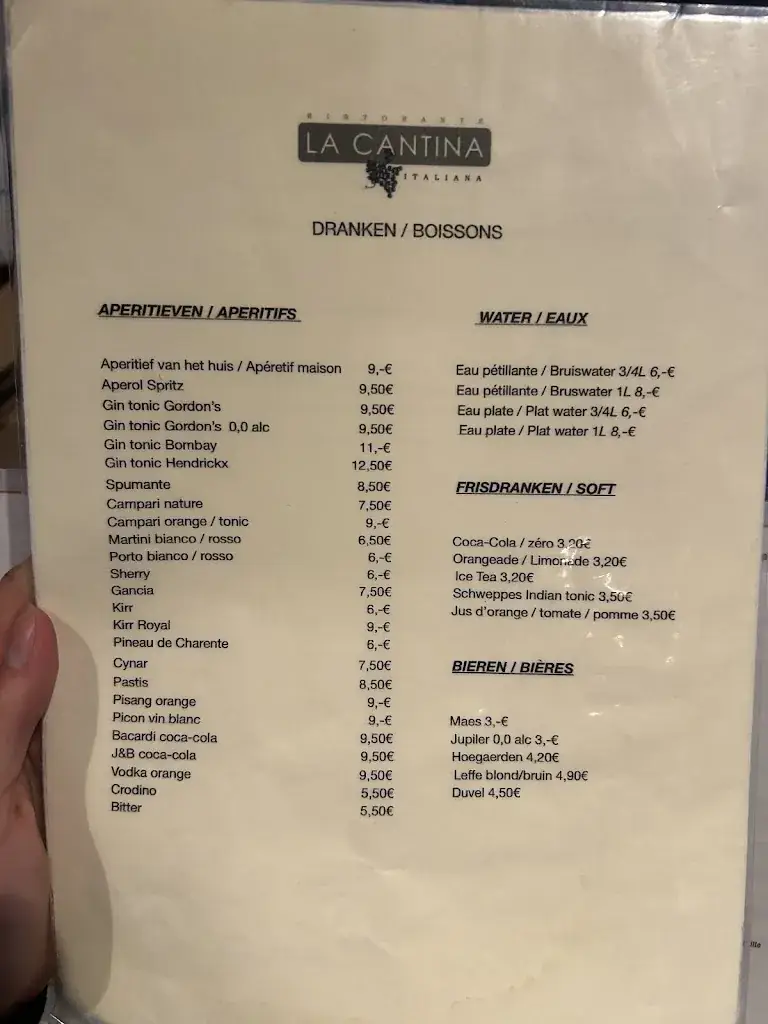 RISTORANTE
LA CANTINA
ITALIANA
DRANKEN / BOISSONS
APERITIEVEN / APERITIFS
Aperitief van het huis / Apéretif maison 9,-€
Aperol Spritz 9,50€
Gin tonic Gordon's 9,50€
Gin tonic Gordon's 0,0 alc 9,50€
Gin tonic Bombay 11,-€
Gin tonic Hendrickx 12,50€
Spumante 8,50€
Campari nature 7,50€
Campari orange / tonic 9,-€
Martini bianco / rosso 6,50€
Porto bianco / rosso 6,-€
Sherry 6,-€
Gancia 7,50€
Kirr 6,-€
Kirr Royal 9,-€
Pineau de Charente 6,-€
Cynar 7,50€
Pastis 8,50€
Pisang orange 9,-€
Picon vin blanc 9,-€
Bacardi coca-cola 9,50€
J&B coca-cola 9,50€
Vodka orange 9,50€
Crodino 5,50€
Bitter 5,50€
WATER / EAUX
Eau pétillante / Bruiswater 3/4L 6,-€
Eau pétillante / Bruswater 1L 8,-€
Eau plate / Plat water 3/4L 6,-€
Eau plate / Plat water 1L 8,-€
FRISDRANKEN / SOFT
Coca-Cola / zéro 3,20€
Orangeade / Limonade 3,20€
Ice Tea 3,20€
Schweppes Indian tonic 3,50€
Jus d'orange / tomate / pomme 3,50€
BIEREN / BIÈRES
Maes 3,-€
Jupiler 0,0 alc 3,-€
Hoegaarden 4,20€
Leffe blond/bruin 4,90€
Duvel 4,50€